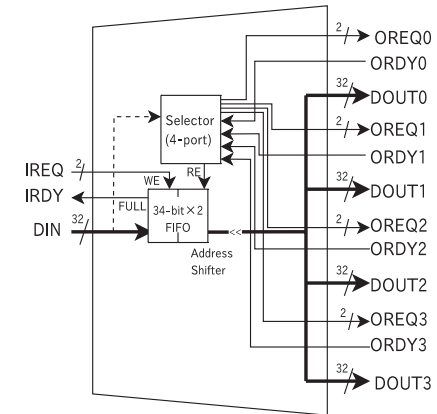 2 OREQ0
ORDY0
32 DOUT0
Selector
(4-port)
2 OREQ1
ORDY1
IREQ 2
WE
RE
IRDY
FULL
32 DOUT1
34-bit×2
FIFO
DIN 32
<<
Address
Shifter
2 OREQ2
ORDY2
32 DOUT2
2 OREQ3
ORDY3
32 DOUT3